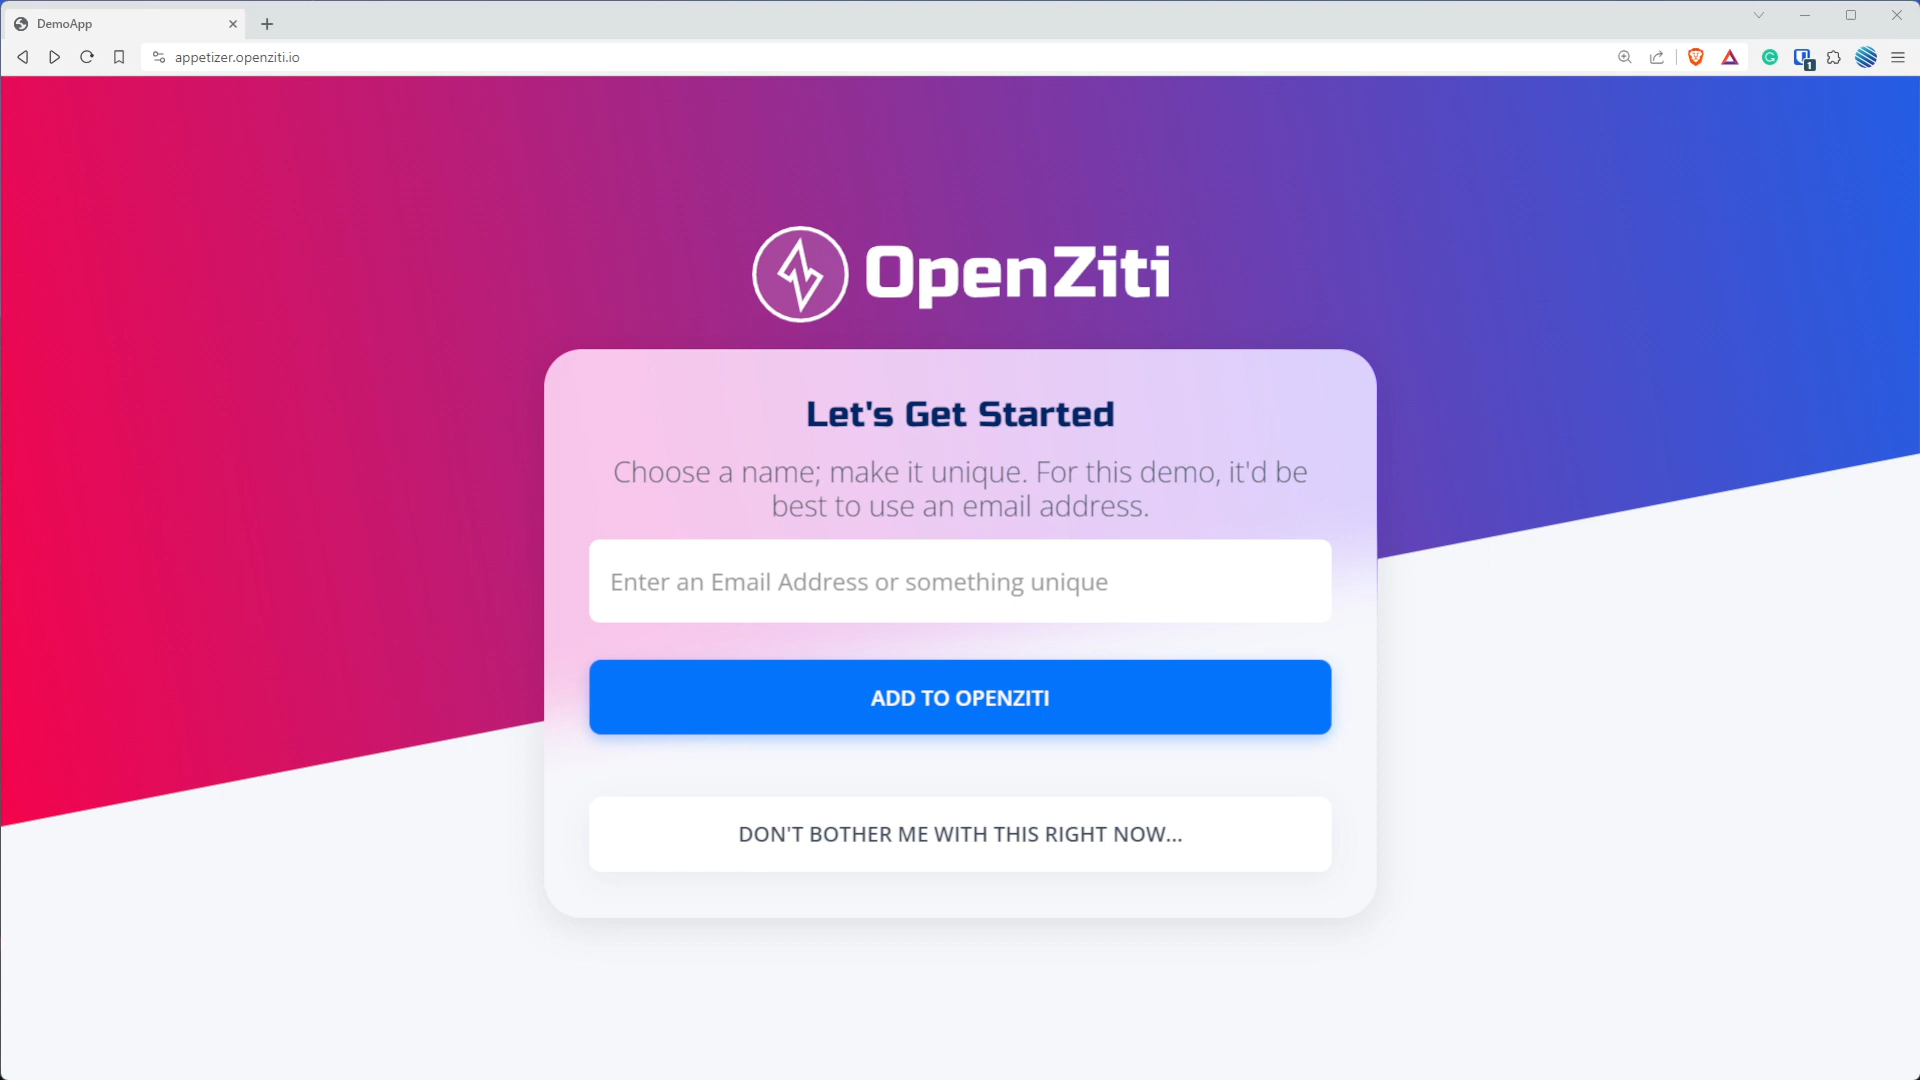 DemoApp
appetizer.openziti.io
1
OpenZiti
Let's Get Started
Choose a name; make it unique. For this demo, it'd be
best to use an email address.
Enter an Email Address or something unique
ADD TO OPENZITI
DON'T BOTHER ME WITH THIS RIGHT NOW...